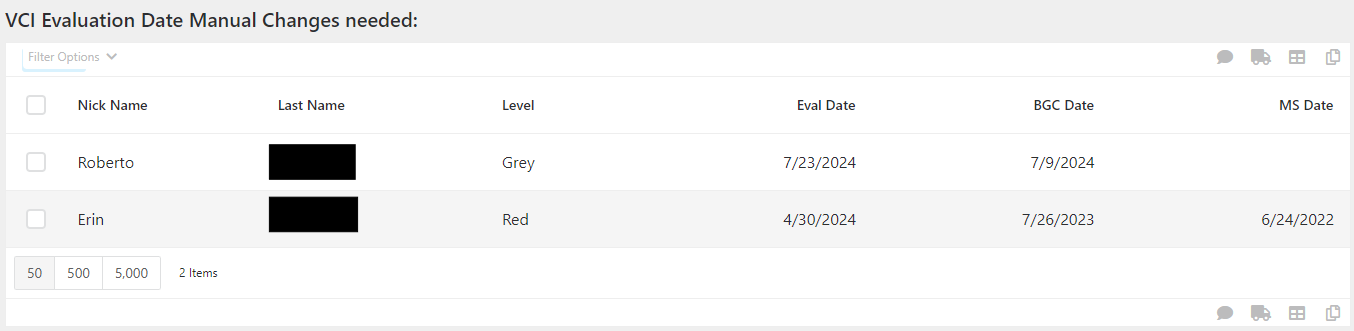 VCI Evaluation Date Manual Changes needed:
Filter Options
Nick Name Last Name Level Eval Date BGC Date MS Date
Roberto Grey 7/23/2024 7/9/2024
Erin Red 4/30/2024 7/26/2023 6/24/2022
50 500 5,000 2 Items